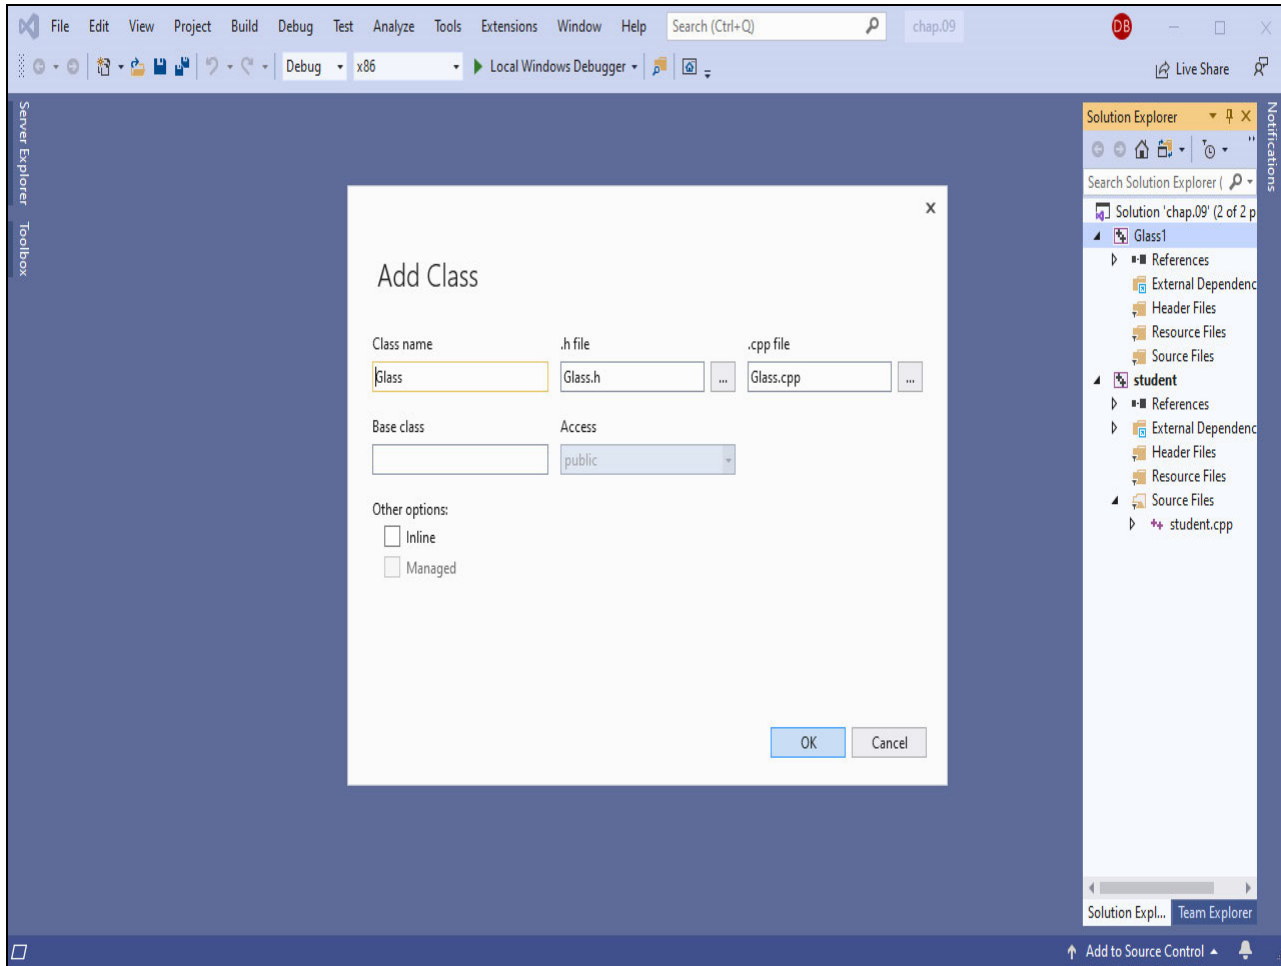 File Edit View Project Build Debug Test Analyze Tools Extensions Window Help Search (Ctrl+Q) chap.09 DB
Debug x86 Local Windows Debugger Live Share
Server Explorer
Toolbox
Add Class
x
Class name .h file .cpp file
Glass Glass.h ... Glass.cpp ...
Base class Access
public
Other options:
Inline
Managed
OK Cancel
Solution Explorer
Search Solution Explorer (
Solution 'chap.09' (2 of 2 p
Glass1
References
External Dependenc
Header Files
Resource Files
Source Files
student
References
External Dependenc
Header Files
Resource Files
Source Files
student.cpp
Solution Expl... Team Explorer
Notifications
Add to Source Control